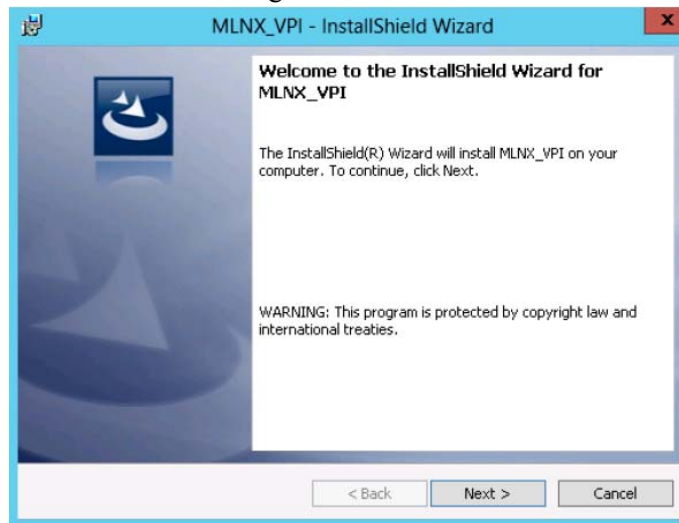 MLNX_VPI - InstallShield Wizard
x
Welcome to the InstallShield Wizard for
MLNX_VPI
The InstallShield(R) Wizard will install MLNX_VPI on your
computer. To continue, click Next.
WARNING: This program is protected by copyright law and
international treaties.
< Back Next > Cancel